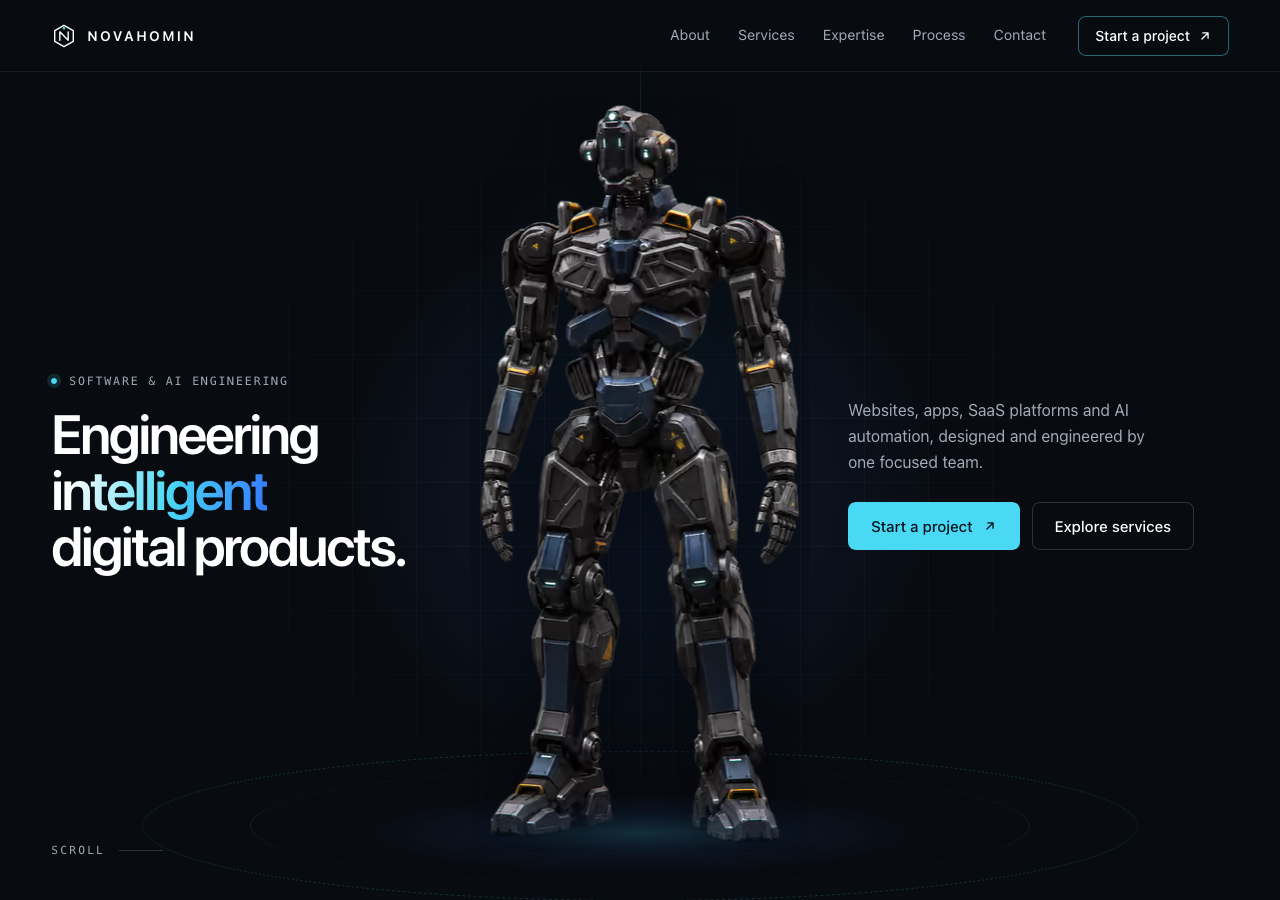 NOVAHOMIN
About
Services
Expertise
Process
Contact
Start a project
SOFTWARE & AI ENGINEERING
Engineering
intelligent
digital products.
Websites, apps, SaaS platforms and AI
automation, designed and engineered by
one focused team.
Start a project
Explore services
SCROLL